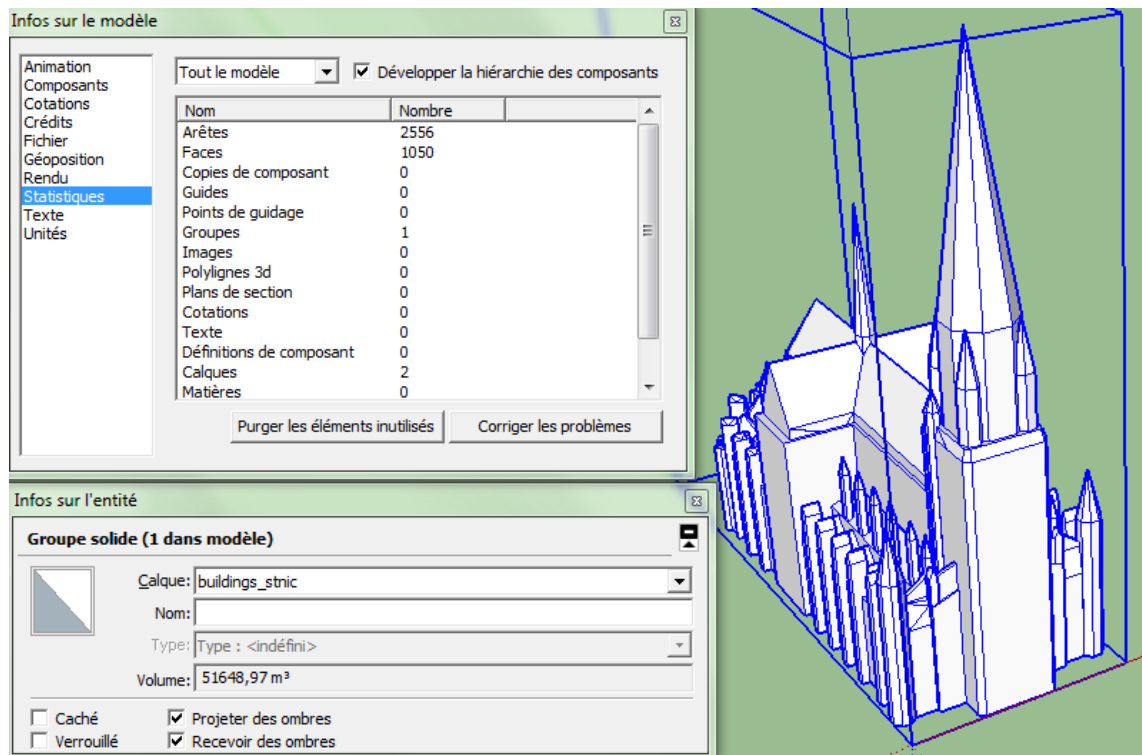 Infos sur le modèle
Animation
Composants
Cotations
Crédits
Fichier
Géoposition
Rendu
Statistiques
Texte
Unités
Tout le modèle Développer la hiérarchie des composants
Nom Nombre
Arêtes 2556
Faces 1050
Copies de composant 0
Guides 0
Points de guidage 0
Groupes 1
Images 0
Polylignes 3d 0
Plans de section 0
Cotations 0
Texte 0
Définitions de composant 0
Calques 2
Matières 0
Purger les éléments inutilisés Corriger les problèmes
Infos sur l'entité
Groupe solide (1 dans modèle)
Calque: buildings_stnic
Nom:
Type: Type : <indéfini>
Volume: 51648,97 m³
Caché Projeter des ombres
Verrouillé Recevoir des ombres